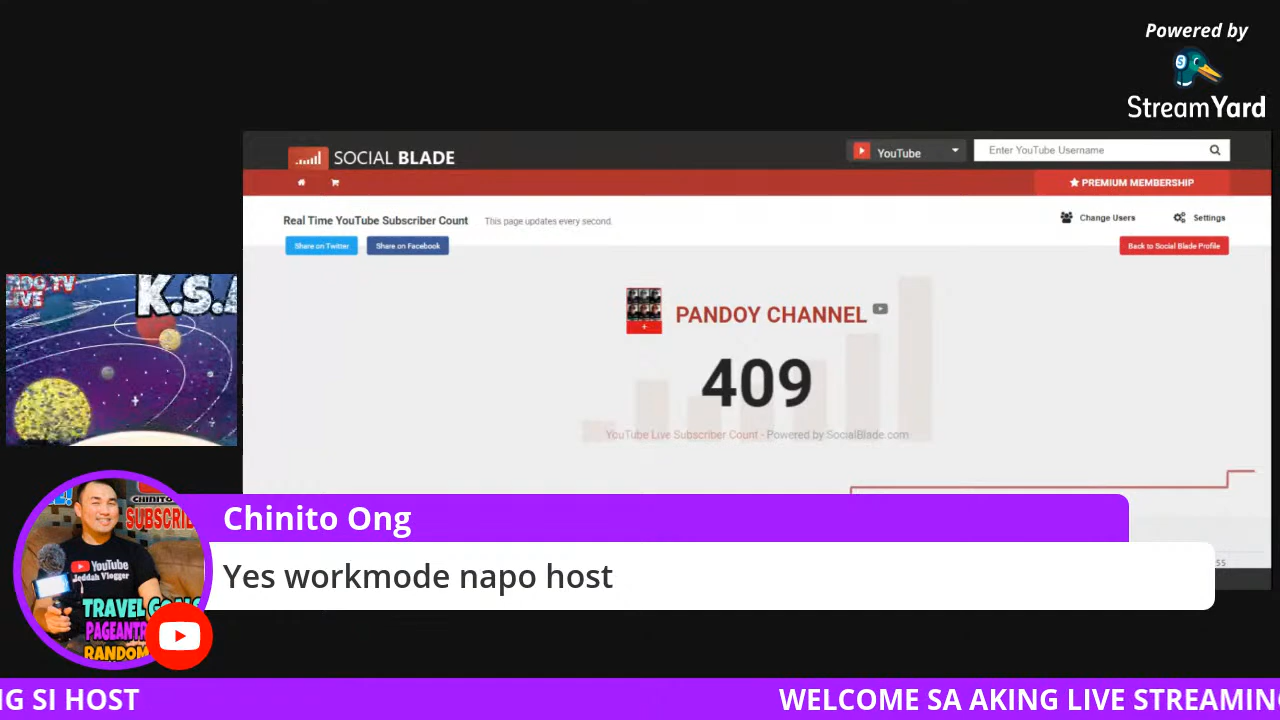 Powered by
StreamYard
SOCIAL BLADE
YouTube
Enter YouTube Username
PREMIUM MEMBERSHIP
Real Time YouTube Subscriber Count
This page updates every second.
Change Users
Settings
Share on Twitter
Share on Facebook
Back to Social Blade Profile
TV
K.S.
PANDOY CHANNEL
409
YouTube Live Subscriber Count - Powered by SocialBlade.com
YouTube
Jeddah Vlogger
TRAVEL
RANDOM
Chinito Ong
Yes workmode napo host
SI HOST
WELCOME SA AKING LIVE STREAMING